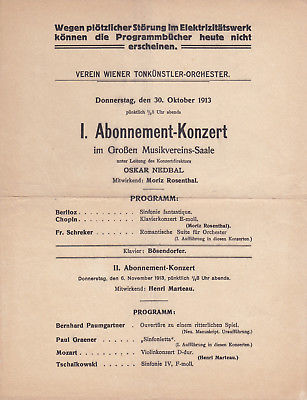 Wegen plötzlicher Störung im Elektrizitätswerk
können die Programmbücher heute nicht
erscheinen.
VEREIN WIENER TONKÜNSTLER-ORCHESTER.
Donnerstag, den 30. Oktober 1913
pünktlich ½8 Uhr abends
I. Abonnement-Konzert
im Großen Musikvereins-Saale
unter Leitung des Konzertdirektors
OSKAR NEDBAL
Mitwirkend: Moriz Rosenthal.
PROGRAMM:
Berlioz . . . . . . . . Sinfonie fantastique.
Chopin . . . . . . . . Klavierkonzert E-moll.
(Moriz Rosenthal).
Fr. Schreker . . . . . . Romantische Suite für Orchester
(I. Aufführung in diesen Konzerten.)
Klavier: Bösendorfer.
II. Abonnement-Konzert
Donnerstag, den 6. November 1913, pünktlich ½8 Uhr abends.
Mitwirkend: Henri Marteau.
PROGRAMM:
Bernhard Paumgartner . Ouvertüre zu einem ritterlichen Spiel.
(Neu. Manuskript. Uraufführung.)
Paul Graener . . . . „Sinfonietta“.
(I. Aufführung in diesen Konzerten.)
Mozart . . . . . . . Violinkonzert D-dur.
(Henri Marteau.)
Tschaikowski . . . . . Sinfonie IV, F-moll.